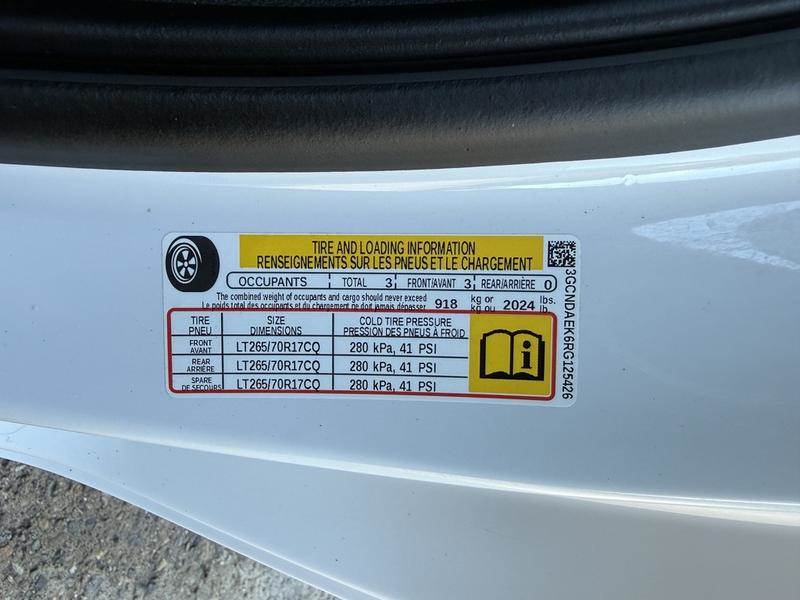 TIRE AND LOADING INFORMATION
RENSEIGNEMENTS SUR LES PNEUS ET LE CHARGEMENT
OCCUPANTS TOTAL 3 FRONT/AVANT 3 REAR/ARRIÈRE 0
The combined weight of occupants and cargo should never exceed
Le poids total des occupants et du chargement ne doit jamais dépasser
918 kg or 2024 lbs.
kg ou lb.
TIRE SIZE COLD TIRE PRESSURE
PNEU DIMENSIONS PRESSION DES PNEUS À FROID
FRONT
AVANT LT265/70R17CQ 280 kPa, 41 PSI
REAR
ARRIÈRE LT265/70R17CQ 280 kPa, 41 PSI
SPARE
DE SECOURS LT265/70R17CQ 280 kPa, 41 PSI
3GCNDAEK6RG125426